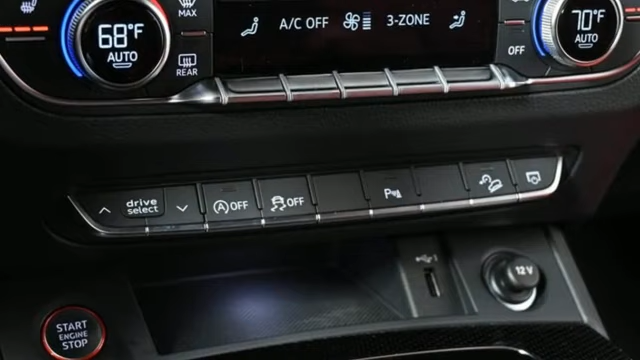 68°F
AUTO
MAX
REAR
A/C OFF
3-ZONE
OFF
70°F
AUTO
drive
select
A OFF
OFF
P
12V
START
ENGINE
STOP